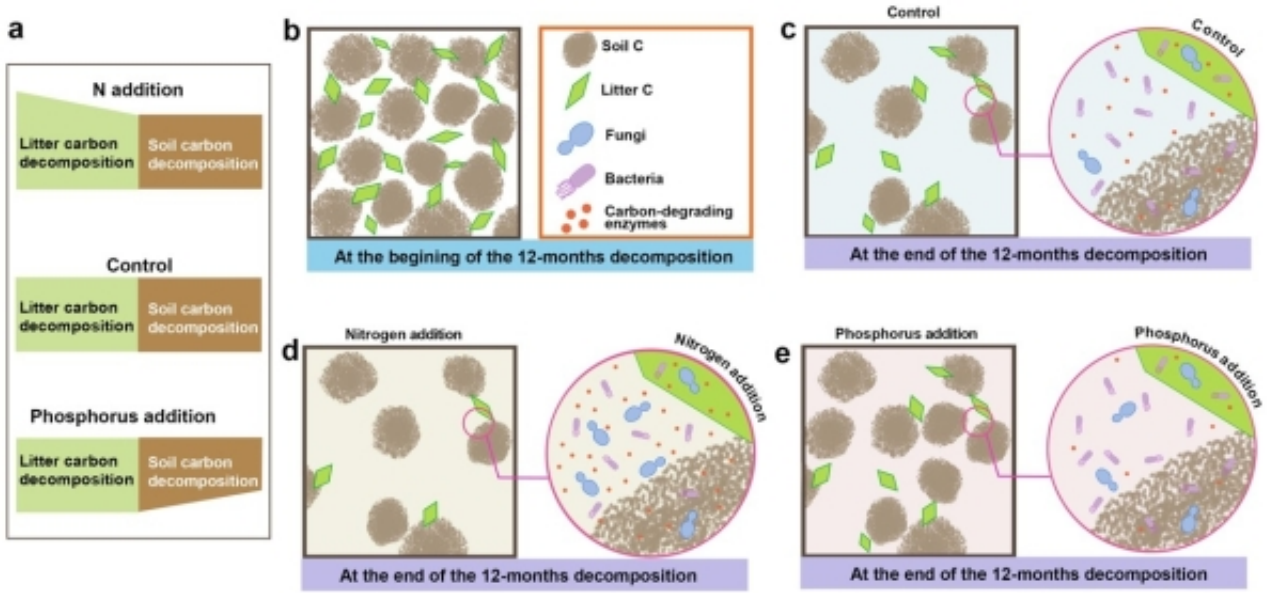 a
N addition
Litter carbon
decomposition
Soil carbon
decomposition
Control
Litter carbon
decomposition
Soil carbon
decomposition
Phosphorus addition
Litter carbon
decomposition
Soil carbon
decomposition
b
Soil C
Litter C
Fungi
Bacteria
Carbon-degrading
enzymes
At the begining of the 12-months decomposition
c
Control
Control
At the end of the 12-months decomposition
d
Nitrogen addition
Nitrogen addition
At the end of the 12-months decomposition
e
Phosphorus addition
Phosphorus addition
At the end of the 12-months decomposition